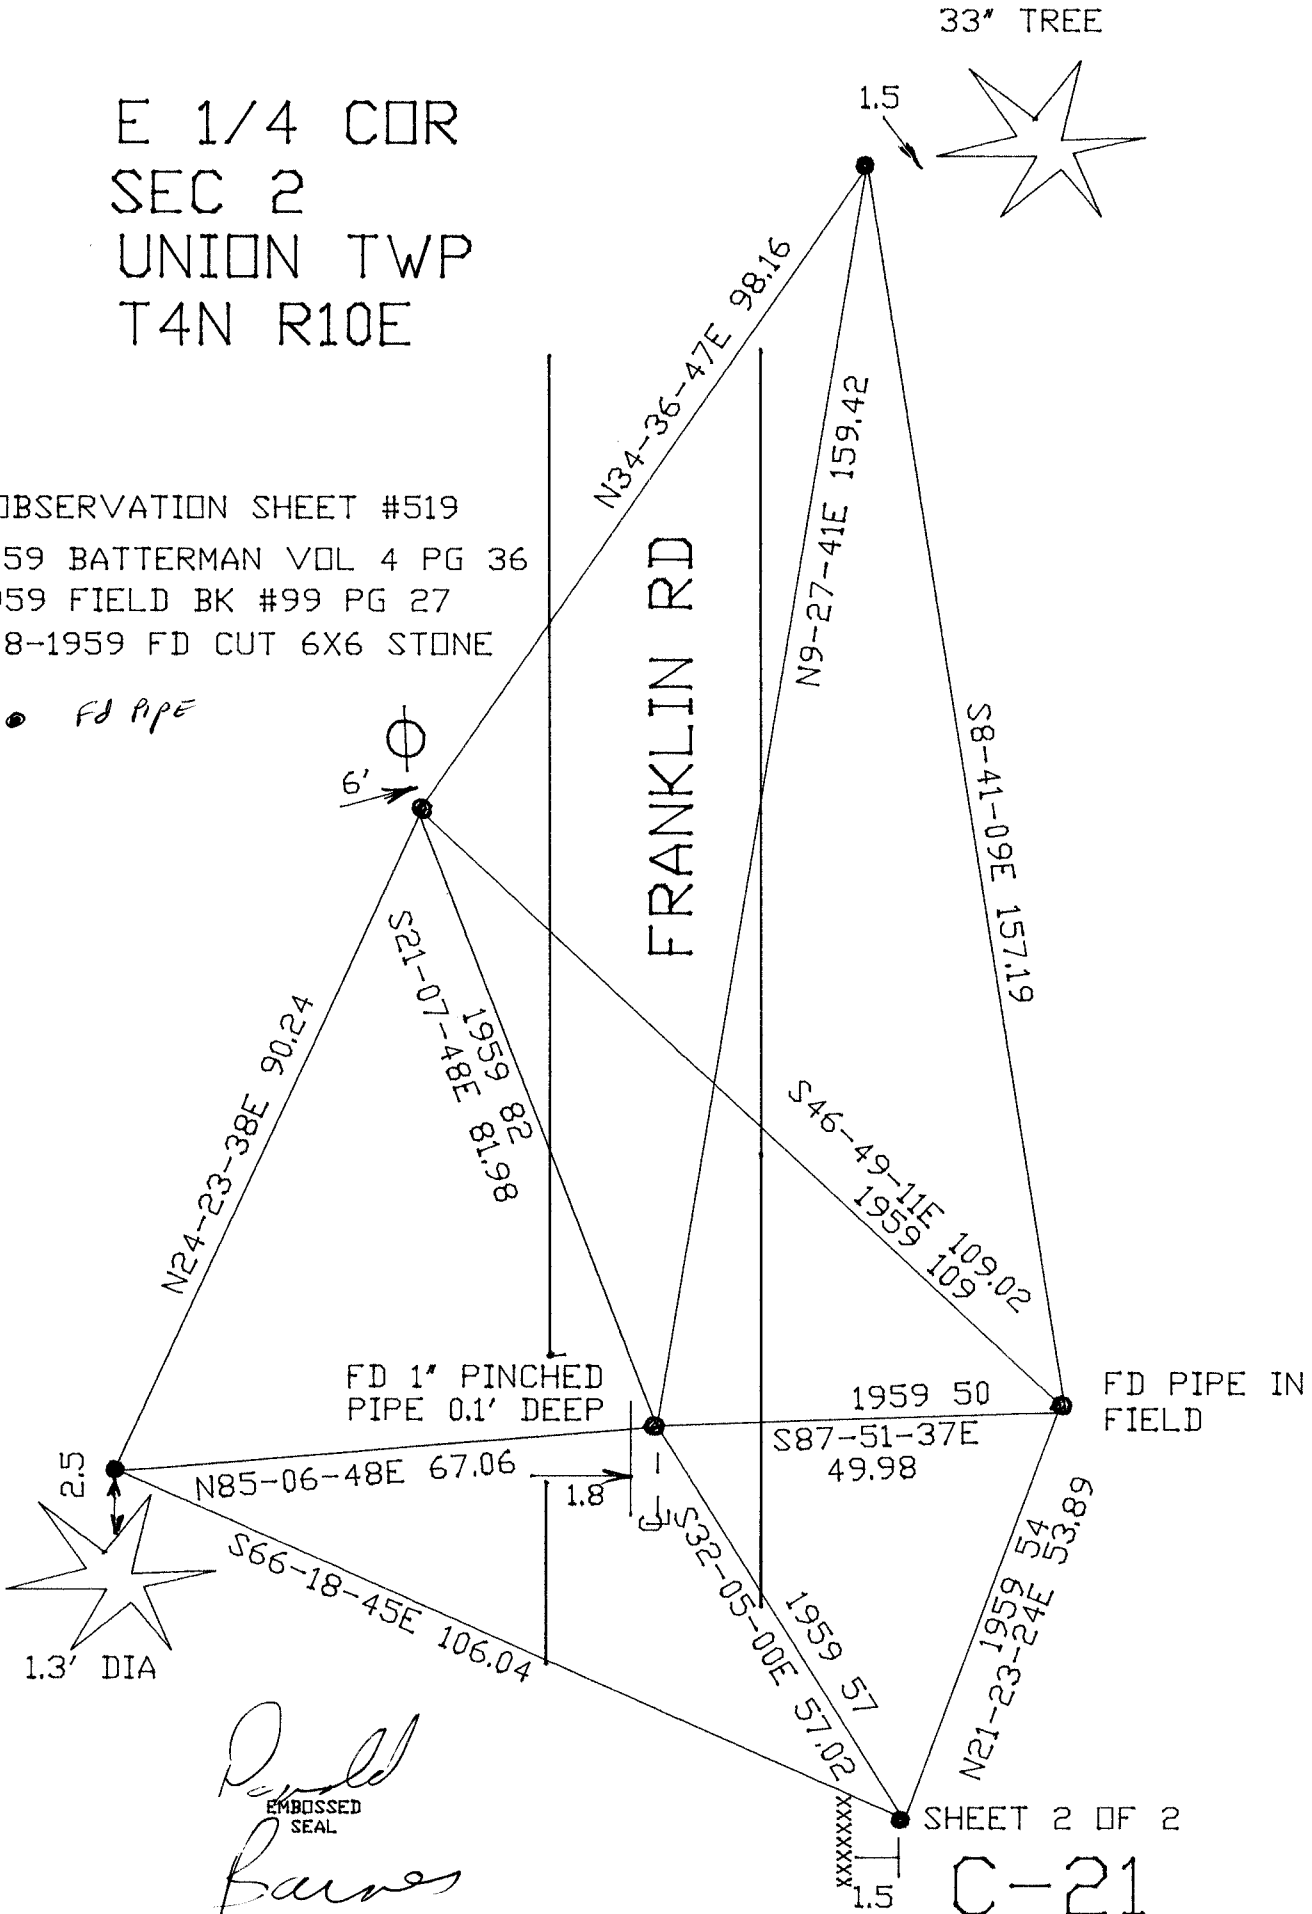 33" TREE
1.5
E 1/4 COR
SEC 2
UNION TWP
T4N R10E
N34-36-47E 98.16
N9-27-41E 159.42
OBSERVATION SHEET #519
59 BATTERMAN VOL 4 PG 36
59 FIELD BK #99 PG 27
8-1959 FD CUT 6X6 STONE
Fd PIPE
FRANKLIN RD
6'
S8-41-09E 157.19
1959 82
S21-07-48E 81.98
N24-23-38E 90.24
S46-49-11E 109.02
1959 109
FD 1" PINCHED
PIPE 0.1' DEEP
1959 50
S87-51-37E
49.98
FD PIPE IN
FIELD
2.5
N85-06-48E 67.06
1.8
S66-18-45E 106.04
1959 57
S32-05-00E 57.02
1959 54
N21-23-24E 53.89
1.3' DIA
Donald
EMBOSSED
SEAL
Barnes
XXXXXXX
1.5
SHEET 2 OF 2
C-21